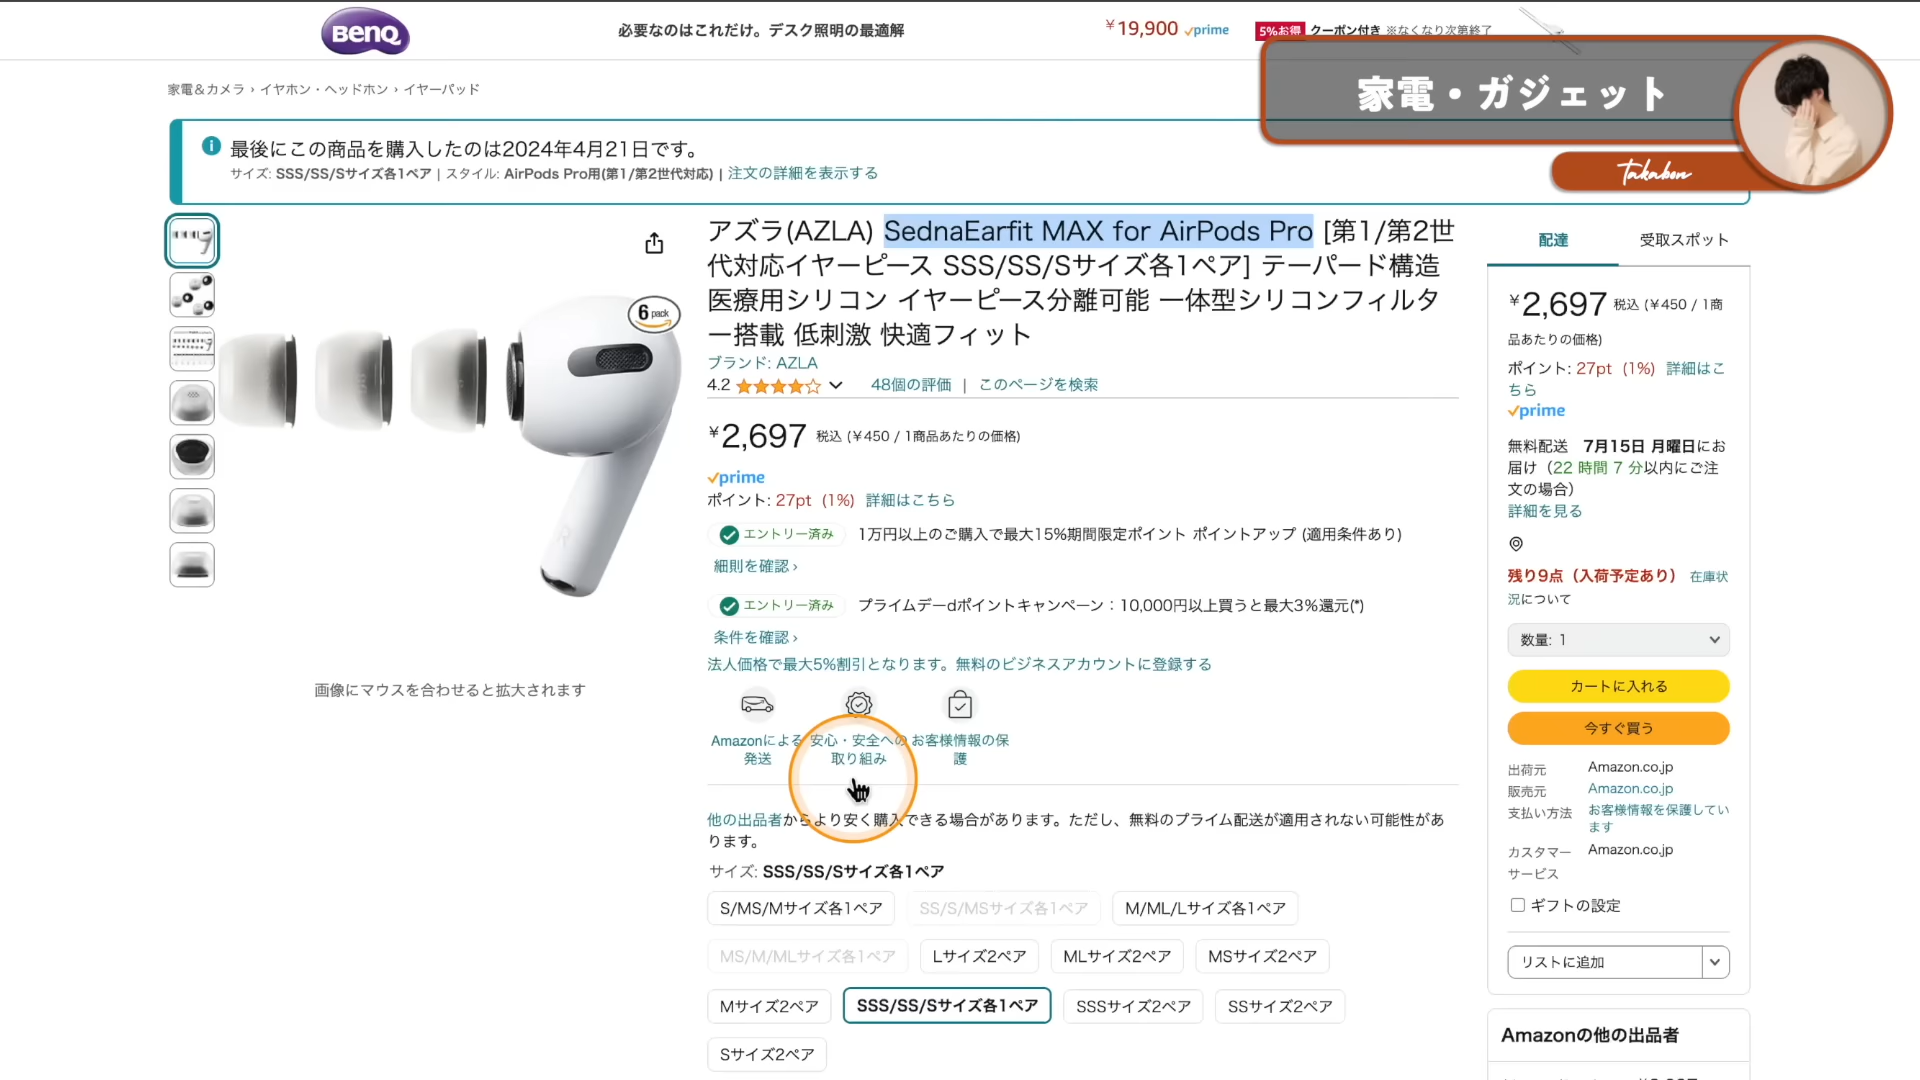 BenQ
必要なのはこれだけ。デスク照明の最適解
¥19,900 prime
5%お得 クーポン付き ※なくなり次第終了
家電・ガジェット
Takabon
家電＆カメラ › イヤホン・ヘッドホン › イヤーパッド
最後にこの商品を購入したのは2024年4月21日です。
サイズ: SSS/SS/Sサイズ各1ペア | スタイル: AirPods Pro用(第1/第2世代対応) | 注文の詳細を表示する
6 pack
画像にマウスを合わせると拡大されます
アズラ(AZLA) SednaEarfit MAX for AirPods Pro [第1/第2世
代対応イヤーピース SSS/SS/Sサイズ各1ペア] テーパード構造
医療用シリコン イヤーピース分離可能 一体型シリコンフィルタ
ー搭載 低刺激 快適フィット
ブランド: AZLA
4.2 48個の評価 | このページを検索
¥2,697 税込 (¥450 / 1商品あたりの価格)
prime
ポイント: 27pt (1%) 詳細はこちら
エントリー済み 1万円以上のご購入で最大15%期間限定ポイント ポイントアップ (適用条件あり)
細則を確認 ›
エントリー済み プライムデーdポイントキャンペーン：10,000円以上買うと最大3%還元(*)
条件を確認 ›
法人価格で最大5%割引となります。無料のビジネスアカウントに登録する
Amazonによる
発送
安心・安全への
取り組み
お客様情報の保
護
他の出品者からより安く購入できる場合があります。ただし、無料のプライム配送が適用されない可能性があ
ります。
サイズ: SSS/SS/Sサイズ各1ペア
S/MS/Mサイズ各1ペア SS/S/MSサイズ各1ペア M/ML/Lサイズ各1ペア
MS/M/MLサイズ各1ペア Lサイズ2ペア MLサイズ2ペア MSサイズ2ペア
Mサイズ2ペア SSS/SS/Sサイズ各1ペア SSSサイズ2ペア SSサイズ2ペア
Sサイズ2ペア
配達 受取スポット
¥2,697 税込 (¥450 / 1商
品あたりの価格)
ポイント: 27pt (1%) 詳細はこ
ちら
prime
無料配送 7月15日 月曜日にお
届け（22 時間 7 分以内にご注
文の場合）
詳細を見る
残り9点（入荷予定あり） 在庫状
況について
数量: 1
カートに入れる
今すぐ買う
出荷元 Amazon.co.jp
販売元 Amazon.co.jp
支払い方法 お客様情報を保護してい
ます
カスタマー
サービス Amazon.co.jp
ギフトの設定
リストに追加
Amazonの他の出品者